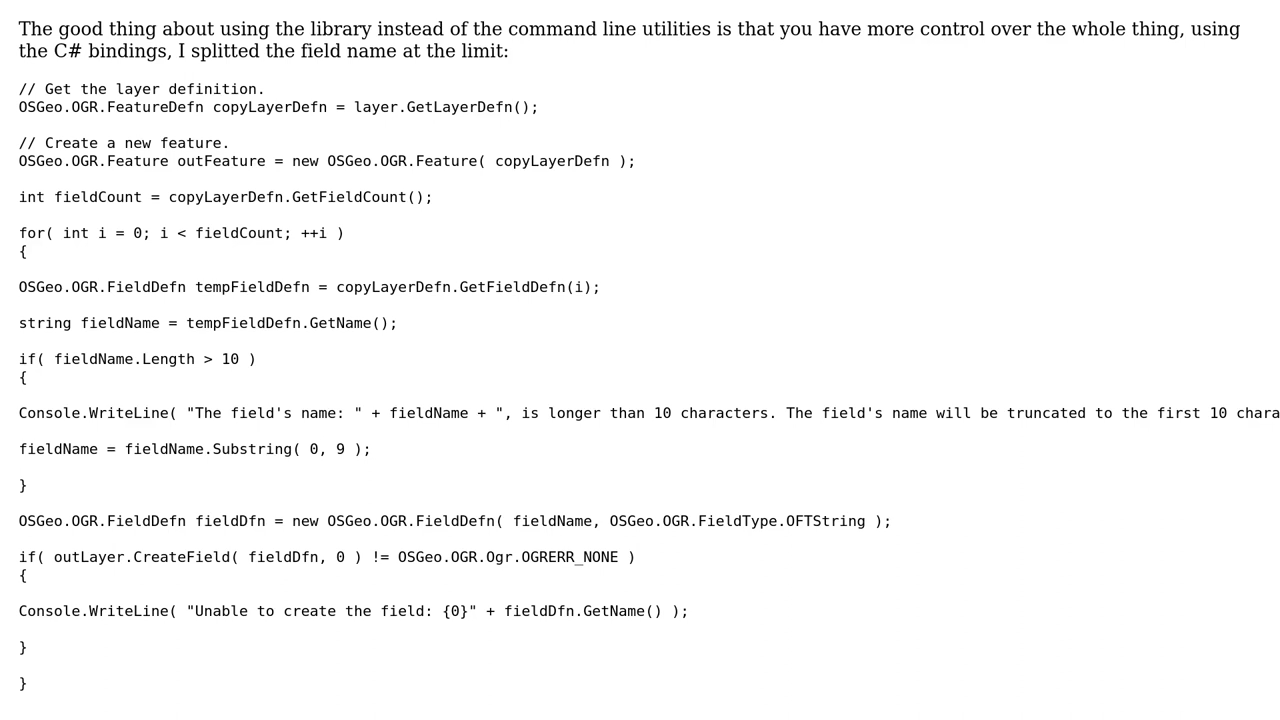 The good thing about using the library instead of the command line utilities is that you have more control over the whole thing, using
the C# bindings, I splitted the field name at the limit:
// Get the layer definition.
OSGeo.OGR.FeatureDefn copyLayerDefn = layer.GetLayerDefn();
// Create a new feature.
OSGeo.OGR.Feature outFeature = new OSGeo.OGR.Feature( copyLayerDefn );
int fieldCount = copyLayerDefn.GetFieldCount();
for( int i = 0; i < fieldCount; ++i )
{
OSGeo.OGR.FieldDefn tempFieldDefn = copyLayerDefn.GetFieldDefn(i);
string fieldName = tempFieldDefn.GetName();
if( fieldName.Length > 10 )
{
Console.WriteLine( "The field's name: " + fieldName + ", is longer than 10 characters. The field's name will be truncated to the first 10 chara
fieldName = fieldName.Substring( 0, 9 );
}
OSGeo.OGR.FieldDefn fieldDfn = new OSGeo.OGR.FieldDefn( fieldName, OSGeo.OGR.FieldType.OFTString );
if( outLayer.CreateField( fieldDfn, 0 ) != OSGeo.OGR.Ogr.OGRERR_NONE )
{
Console.WriteLine( "Unable to create the field: {0}" + fieldDfn.GetName() );
}
}